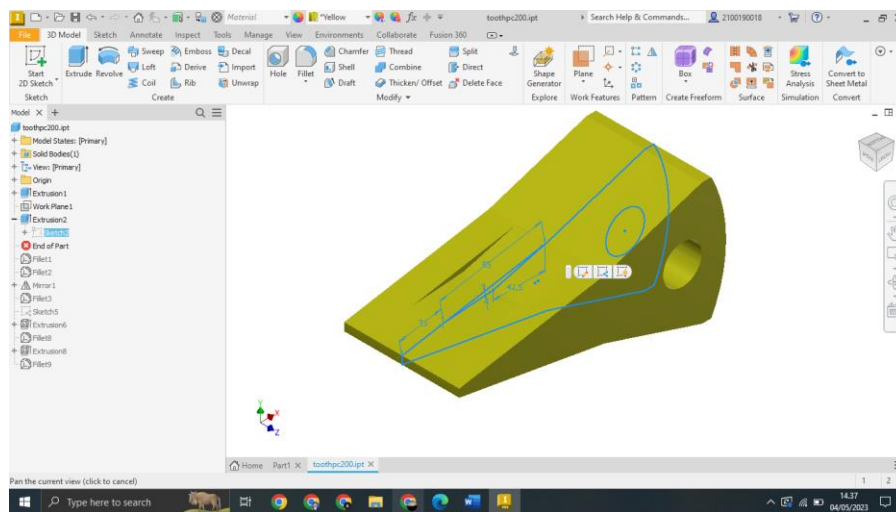 Material
"Yellow
toothpc200.ipt
Search Help & Commands...
2100190018
File 3D Model Sketch Annotate Inspect Tools Manage View Environments Collaborate Fusion 360
Start 2D Sketch
Extrude Revolve
Sweep Emboss Decal
Loft Derive Import
Coil Rib Unwrap
Hole Fillet
Chamfer Thread Split
Shell Combine Direct
Draft Thicken/ Offset Delete Face
Shape Generator
Plane
Box
Stress Analysis
Convert to Sheet Metal
Sketch Create Modify Explore Work Features Pattern Create Freeform Surface Simulation Convert
Model
toothpc200.ipt
Model States: [Primary]
Solid Bodies(1)
View: [Primary]
Origin
Extrusion1
Work Plane1
Extrusion2
Sketch2
End of Part
Fillet1
Fillet2
Mirror1
Fillet3
Sketch5
Extrusion6
Fillet8
Extrusion8
Fillet9
42,5
Y
X
Z
Home Part1 toothpc200.ipt
Pan the current view (click to cancel)
1 2
Type here to search
14.37
04/05/2023